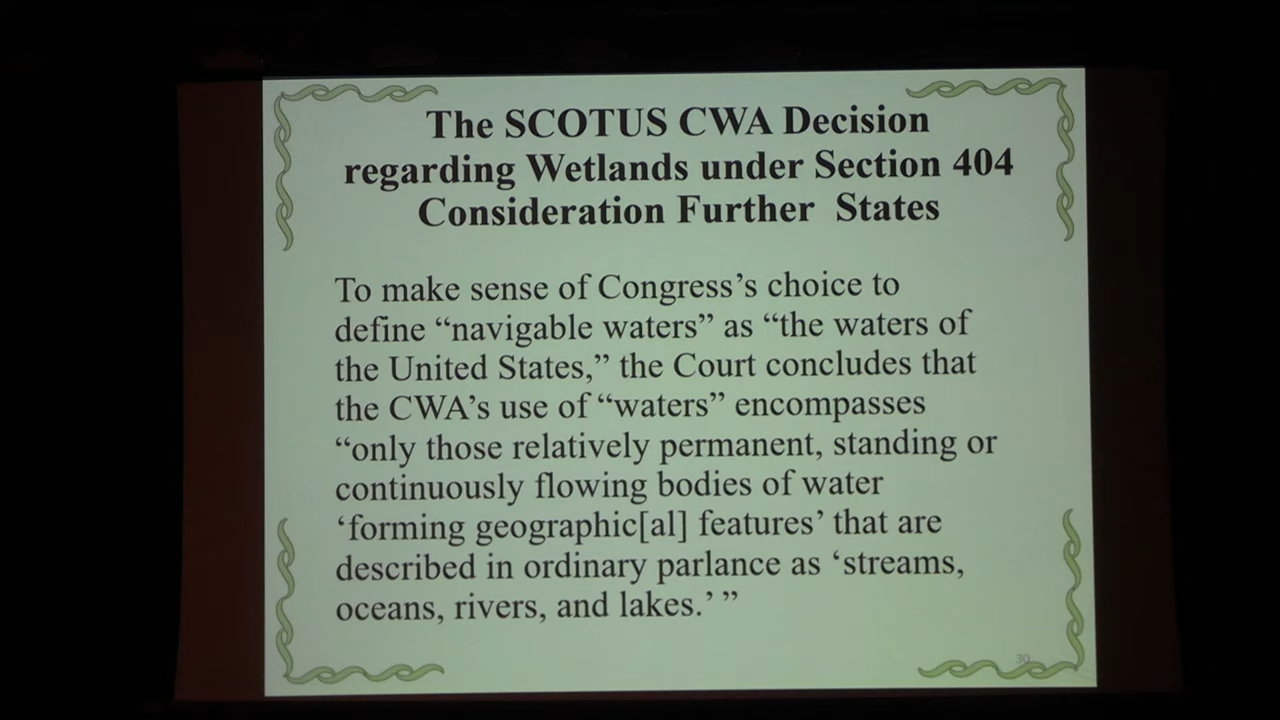 The SCOTUS CWA Decision
regarding Wetlands under Section 404
Consideration Further States
To make sense of Congress’s choice to
define “navigable waters” as “the waters of
the United States,” the Court concludes that
the CWA’s use of “waters” encompasses
“only those relatively permanent, standing or
continuously flowing bodies of water
‘forming geographic[al] features’ that are
described in ordinary parlance as ‘streams,
oceans, rivers, and lakes.’ ”
30